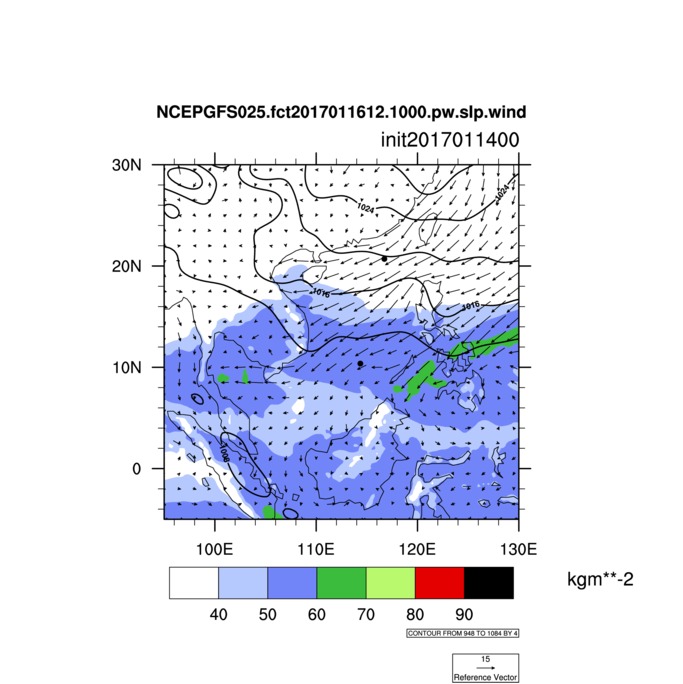 NCEPGFS025.fct2017011612.1000.pw.slp.wind
init2017011400
30N
20N
10N
0
1024
1024
1016
1016
1008
100E 110E 120E 130E
kgm**-2
40 50 60 70 80 90
CONTOUR FROM 948 TO 1084 BY 4
15
Reference Vector